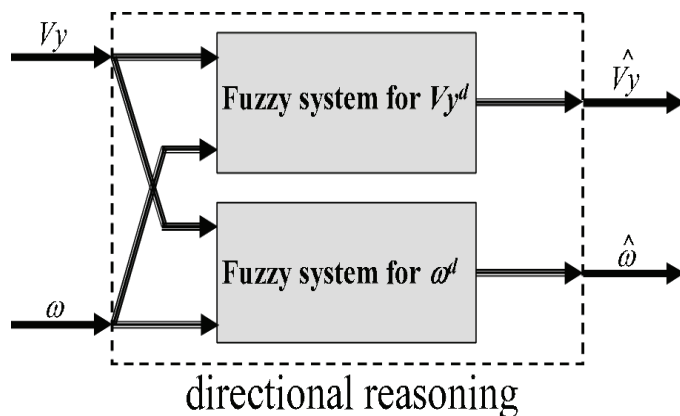 Vy
Fuzzy system for Vyᵈ
V̂y
Fuzzy system for ωᵈ
ω
ω̂
directional reasoning